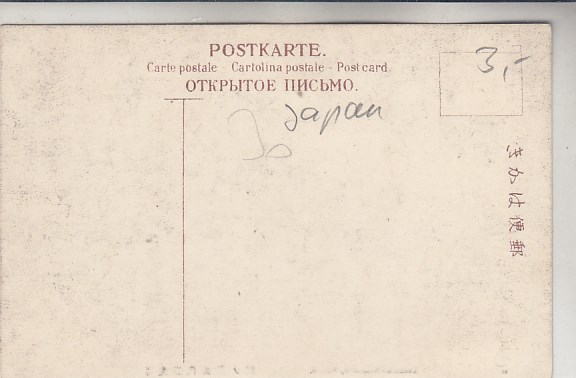 POSTKARTE.
Carte postale - Cartolina postale - Post card
ОТКРЫТОЕ ПИСЬМО.
3,-
Japan
きかは便郵